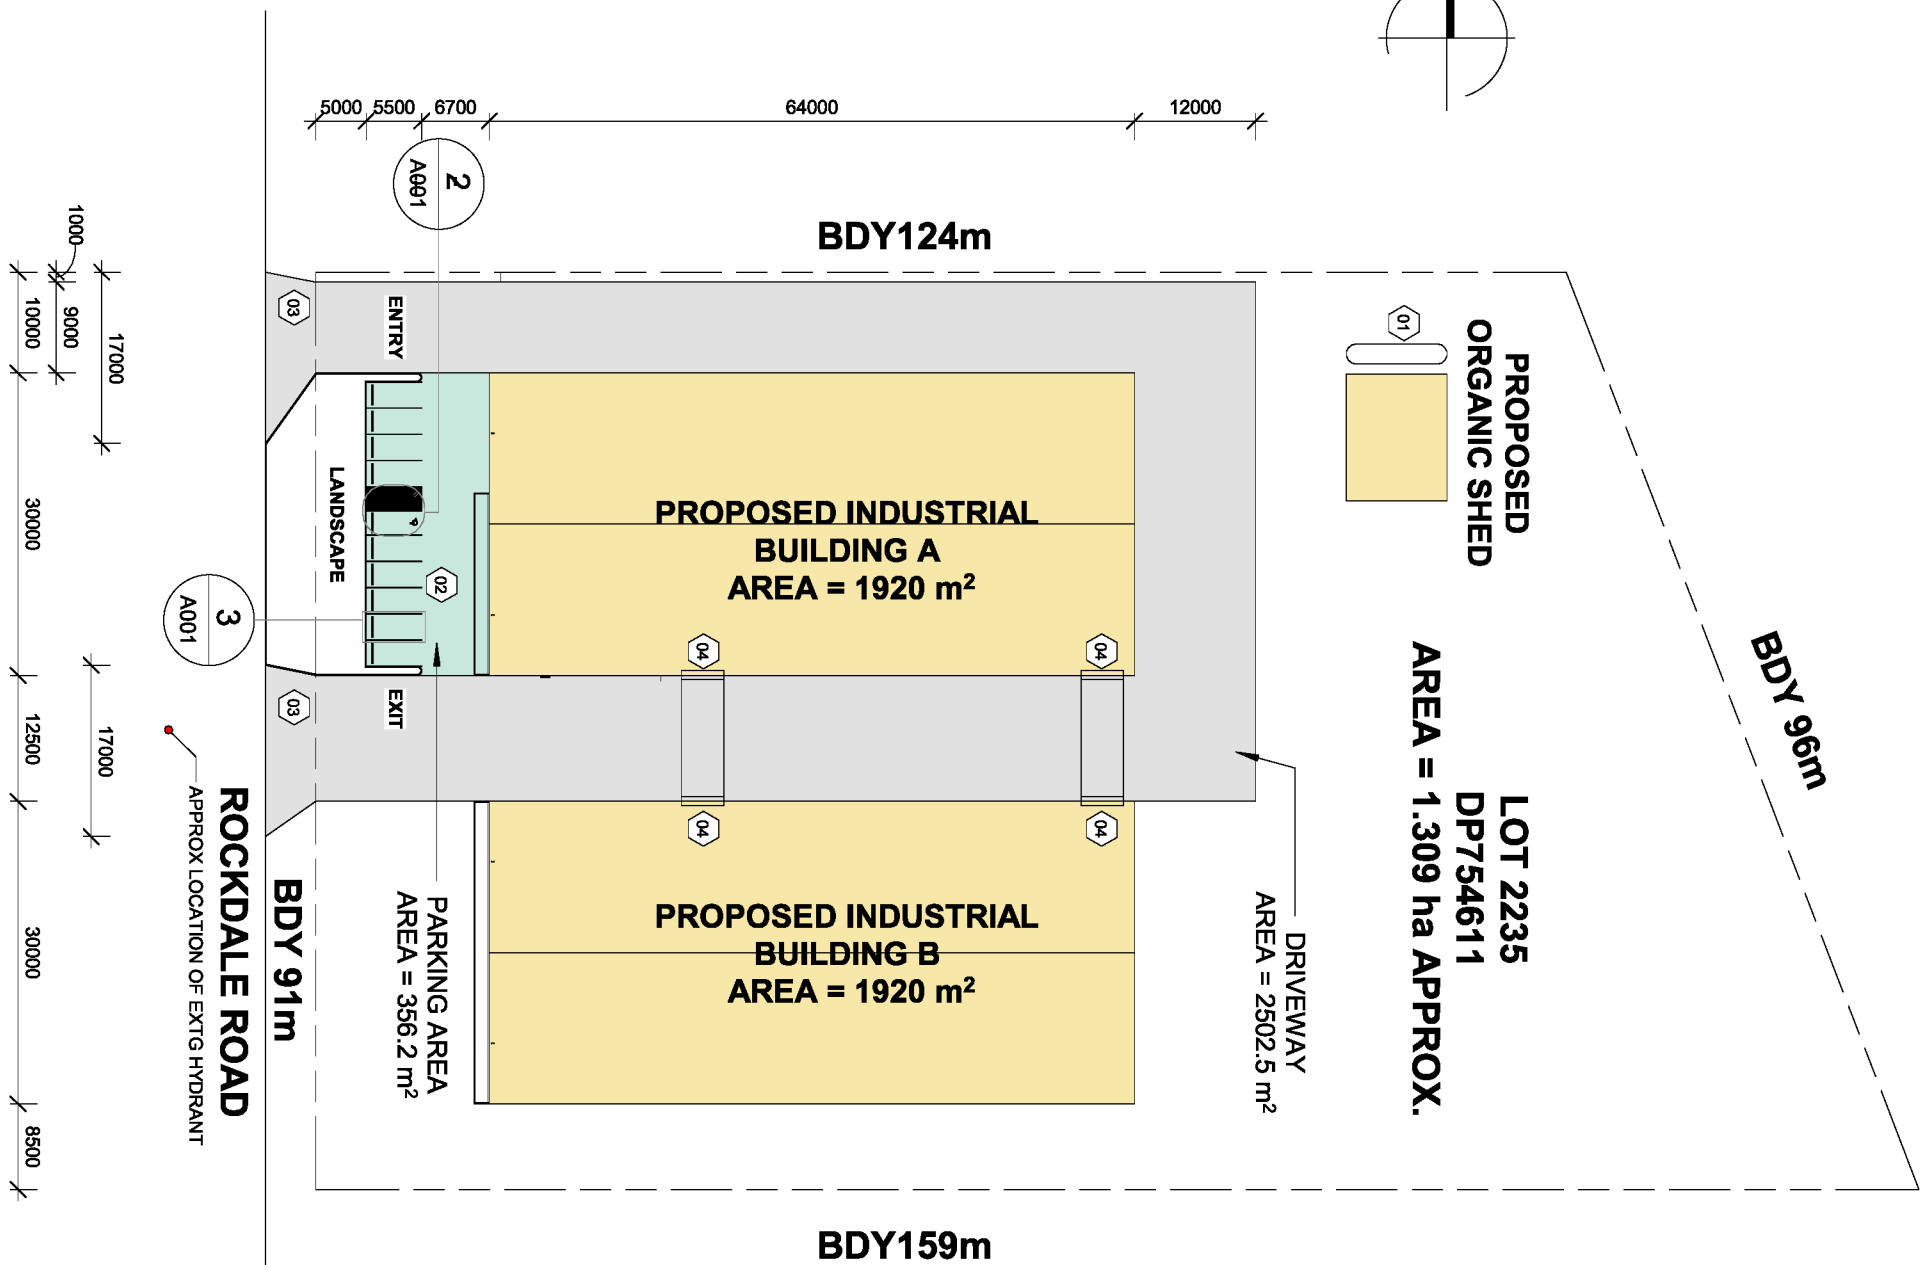 5000
5500
6700
64000
12000
2
A001
BDY124m
1000
9000
10000
17000
30000
12500
17000
30000
8500
03
ENTRY
01
PROPOSED
ORGANIC SHED
LANDSCAPE
02
PROPOSED INDUSTRIAL
BUILDING A
AREA = 1920 m²
3
A001
04
04
BDY 96m
03
EXIT
04
04
LOT 2235
DP754611
AREA = 1.309 ha APPROX.
ROCKDALE ROAD
APPROX LOCATION OF EXTG HYDRANT
BDY 91m
PARKING AREA
AREA = 356.2 m²
PROPOSED INDUSTRIAL
BUILDING B
AREA = 1920 m²
DRIVEWAY
AREA = 2502.5 m²
BDY159m